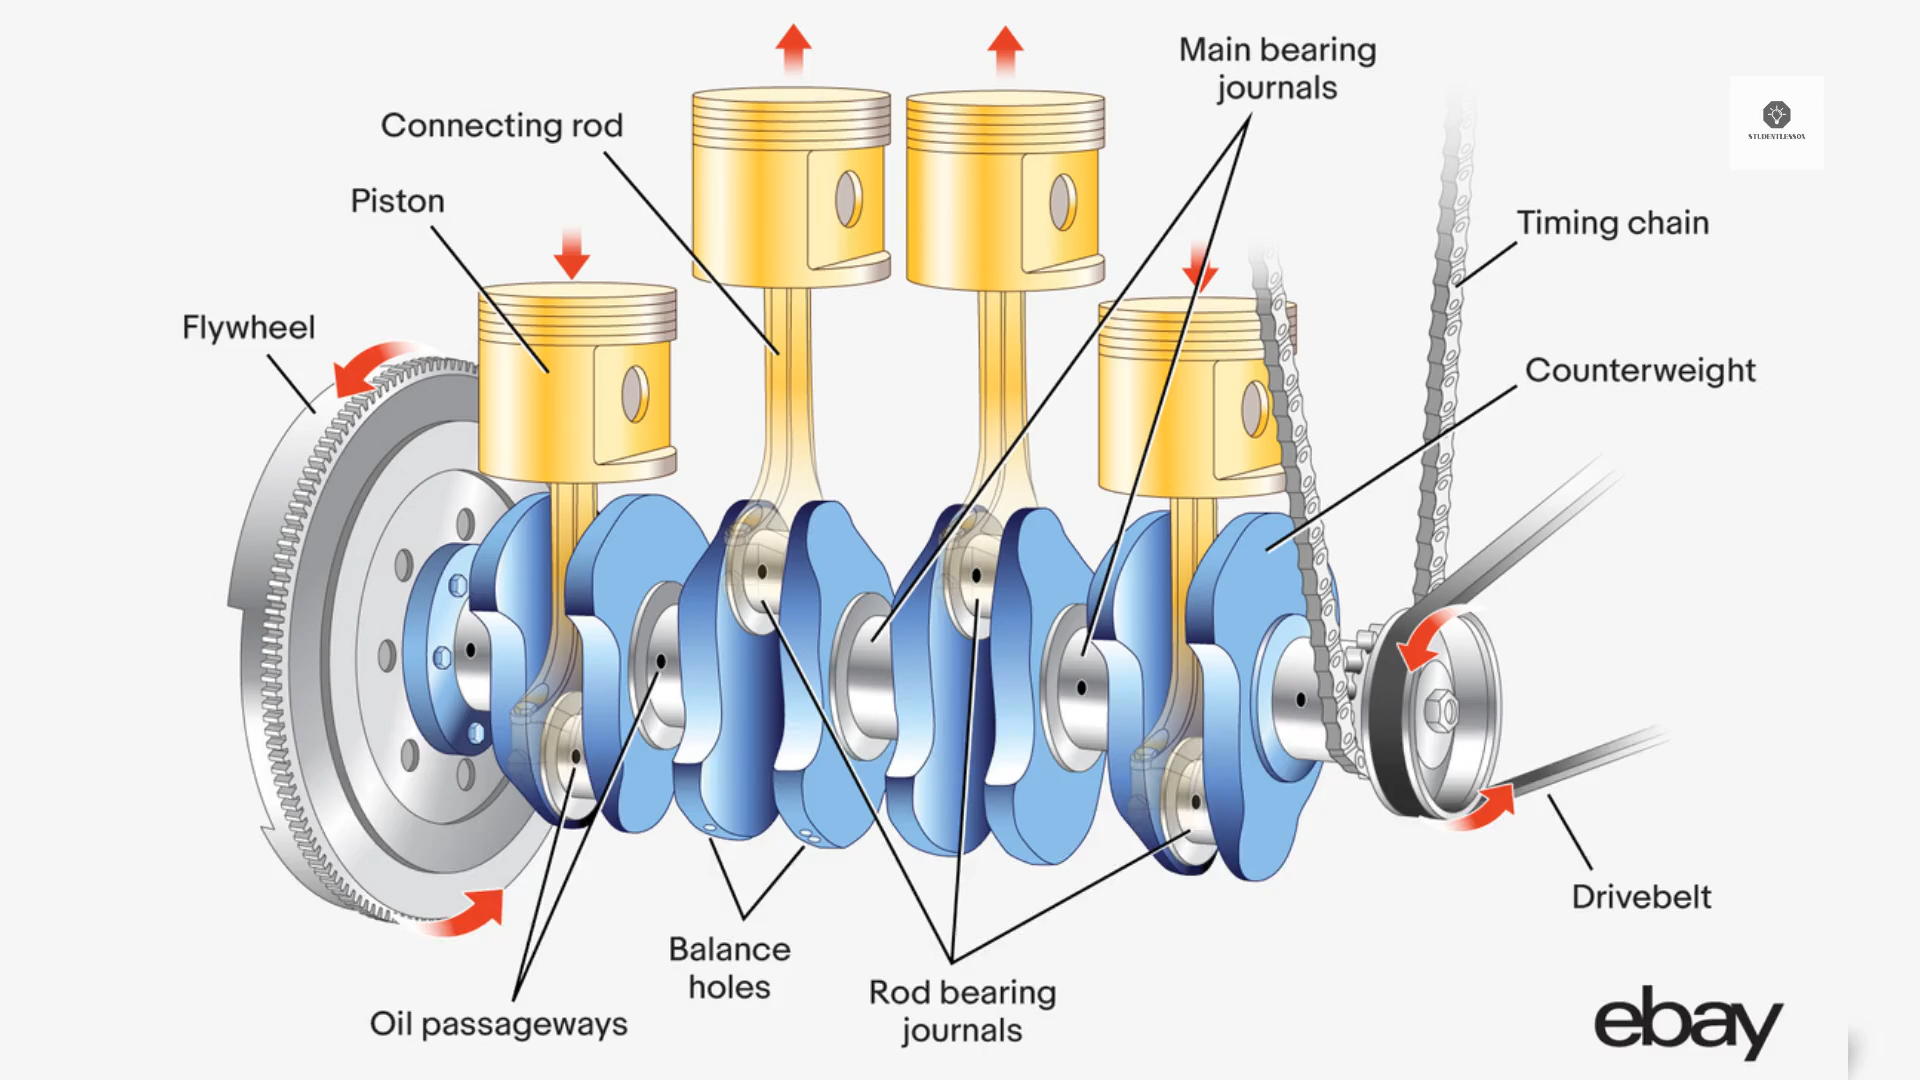 Main bearing
journals
Connecting rod
STUDENTLESSON
Piston
Timing chain
Flywheel
Counterweight
Drivebelt
Balance
holes
Rod bearing
journals
Oil passageways
ebay